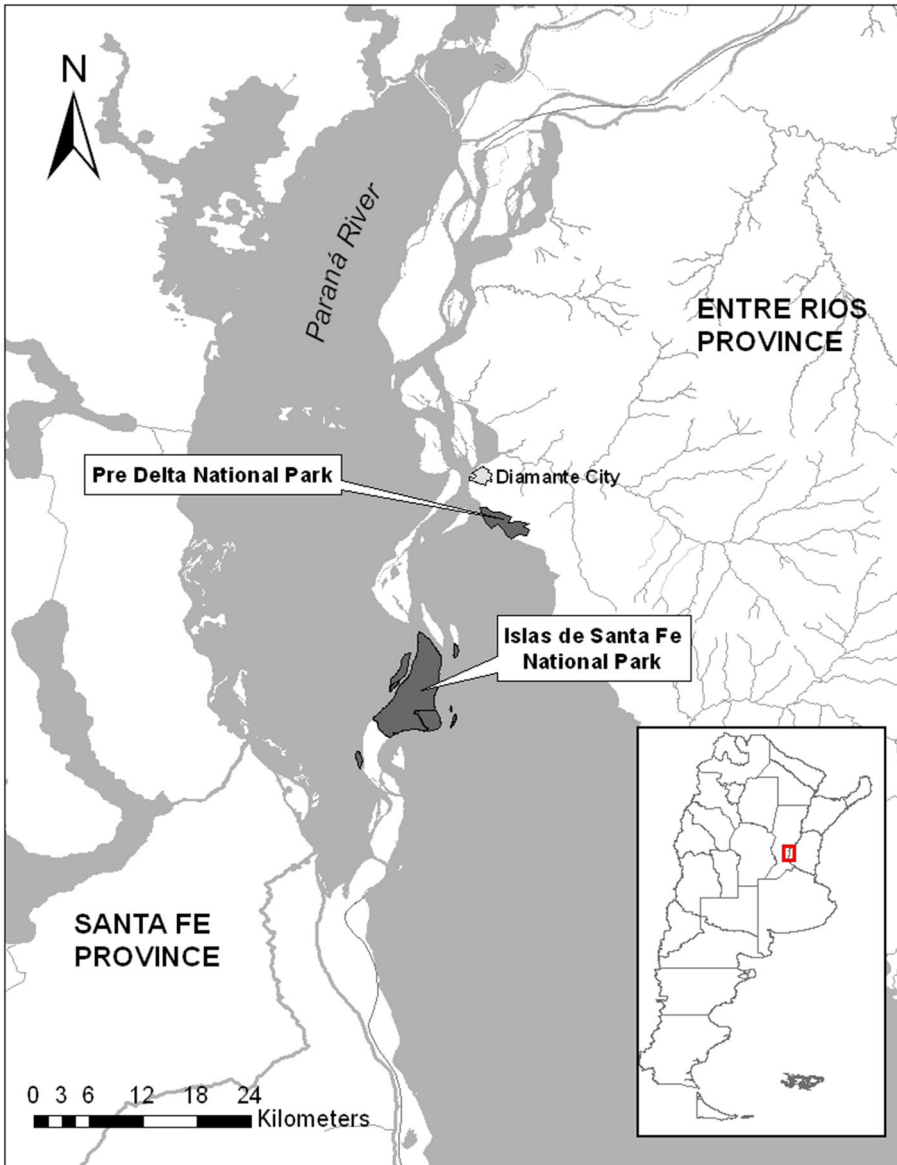 N
Paraná River
ENTRE RIOS
PROVINCE
Pre Delta National Park
Diamante City
Islas de Santa Fe
National Park
SANTA FE
PROVINCE
0 3 6 12 18 24
Kilometers